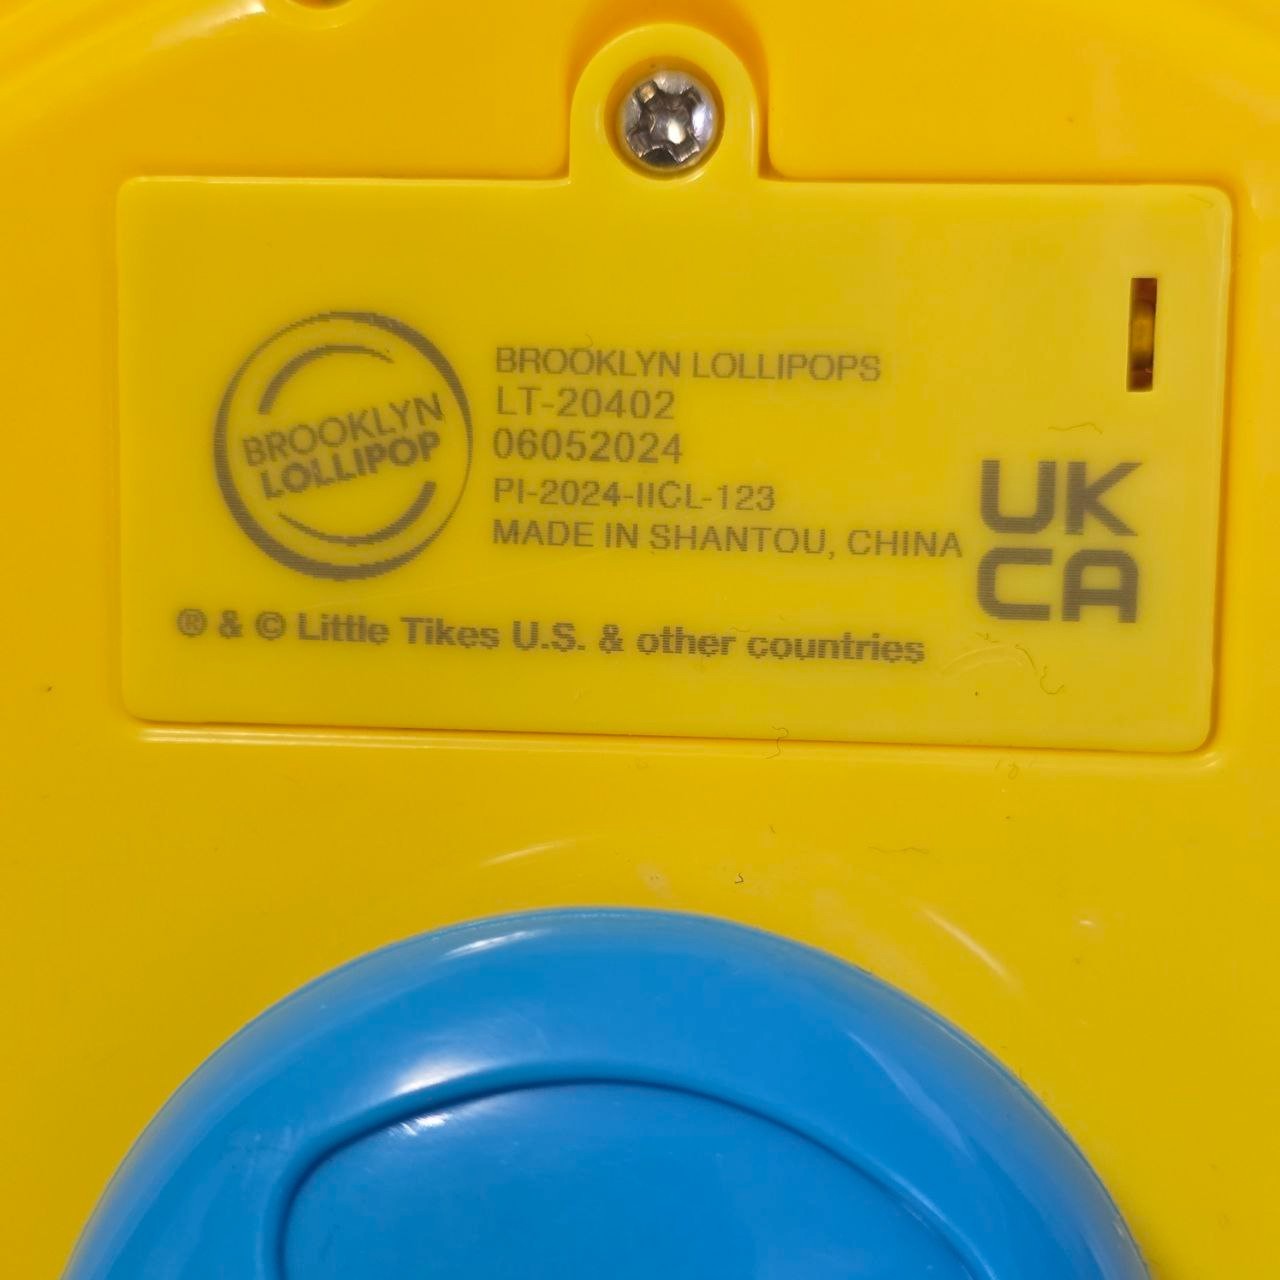 BROOKLYN
LOLLIPOP
BROOKLYN LOLLIPOPS
LT-20402
06052024
PI-2024-IICL-123
MADE IN SHANTOU, CHINA
UK
CA
® & © Little Tikes U.S. & other countries